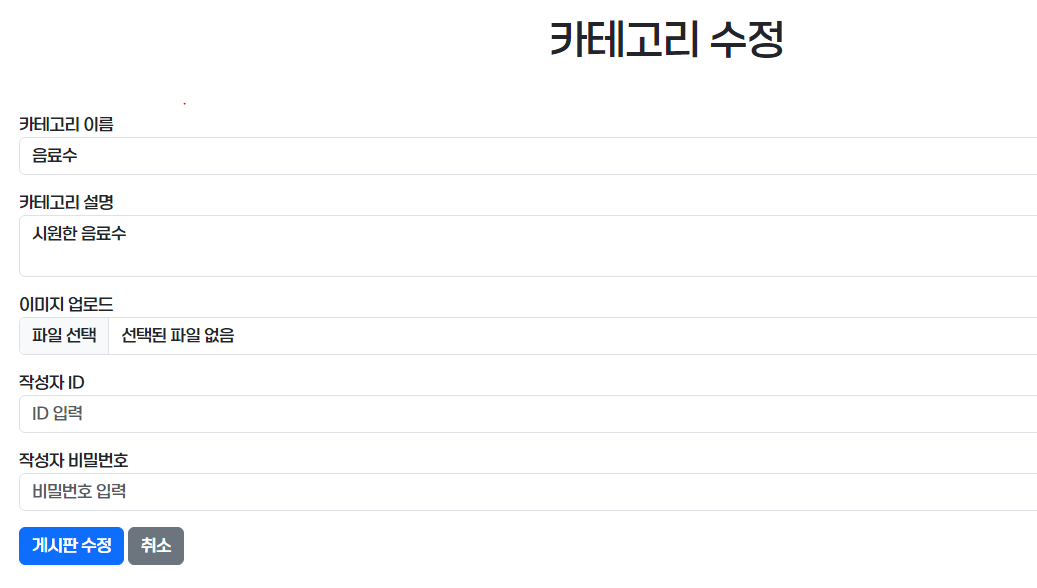 카테고리 수정
카테고리 이름
음료수
카테고리 설명
시원한 음료수
이미지 업로드
파일 선택 선택된 파일 없음
작성자 ID
ID 입력
작성자 비밀번호
비밀번호 입력
게시판 수정 취소